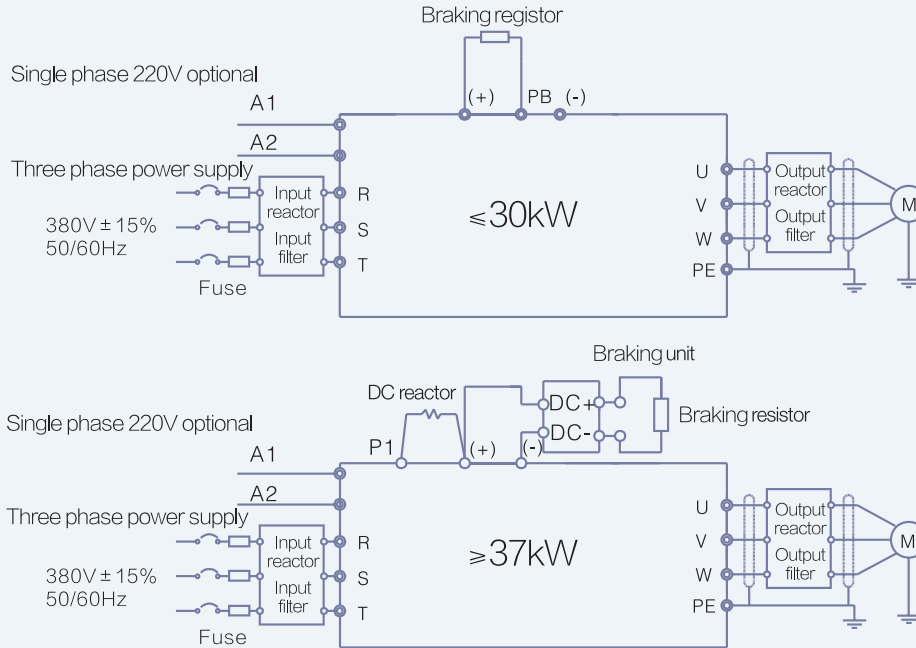 Braking registor
Single phase 220V optional
(+)
PB
(-)
A1
A2
Three phase power supply
380V ± 15%
50/60Hz
Fuse
Input
reactor
Input
filter
R
S
T
≤30kW
U
V
W
PE
Output
reactor
Output
filter
M
Braking unit
DC reactor
DC+
DC-
Braking resistor
Single phase 220V optional
P1
(+)
(-)
A1
A2
Three phase power supply
380V ± 15%
50/60Hz
Fuse
Input
reactor
Input
filter
R
S
T
≥37kW
U
V
W
PE
Output
reactor
Output
filter
M